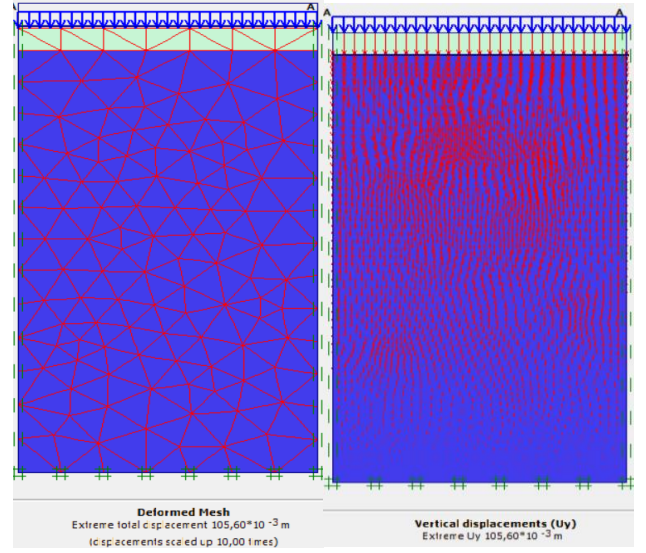 A
A
A
A
Deformed Mesh
Extreme total displacement 105,60*10 -3 m
(displacements scaled up 10,00 times)
Vertical displacements (Uy)
Extreme Uy 105,60*10 -3 m